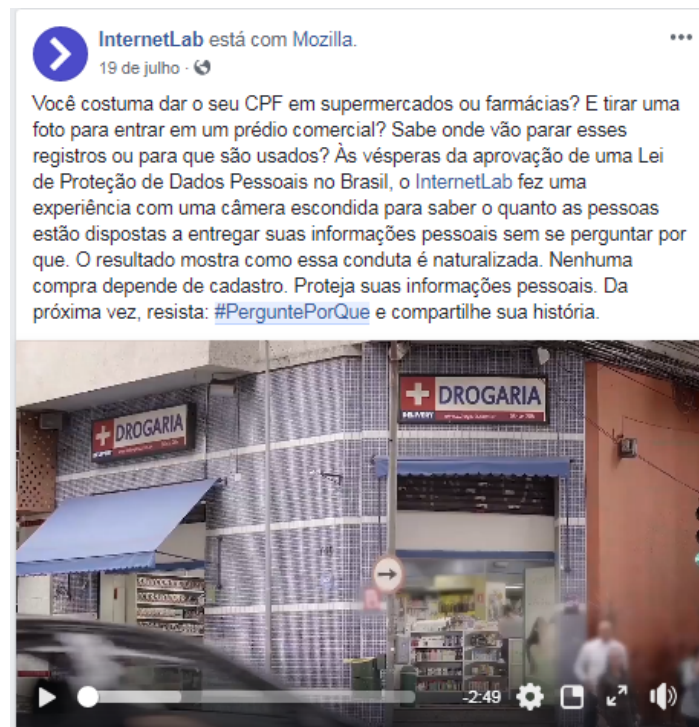 InternetLab está com Mozilla.
19 de julho ·
Você costuma dar o seu CPF em supermercados ou farmácias? E tirar uma
foto para entrar em um prédio comercial? Sabe onde vão parar esses
registros ou para que são usados? Às vésperas da aprovação de uma Lei
de Proteção de Dados Pessoais no Brasil, o InternetLab fez uma
experiência com uma câmera escondida para saber o quanto as pessoas
estão dispostas a entregar suas informações pessoais sem se perguntar por
que. O resultado mostra como essa conduta é naturalizada. Nenhuma
compra depende de cadastro. Proteja suas informações pessoais. Da
próxima vez, resista: #PerguntePorQue e compartilhe sua história.
DROGARIA
DROGARIA
DELIVERY
-2:49